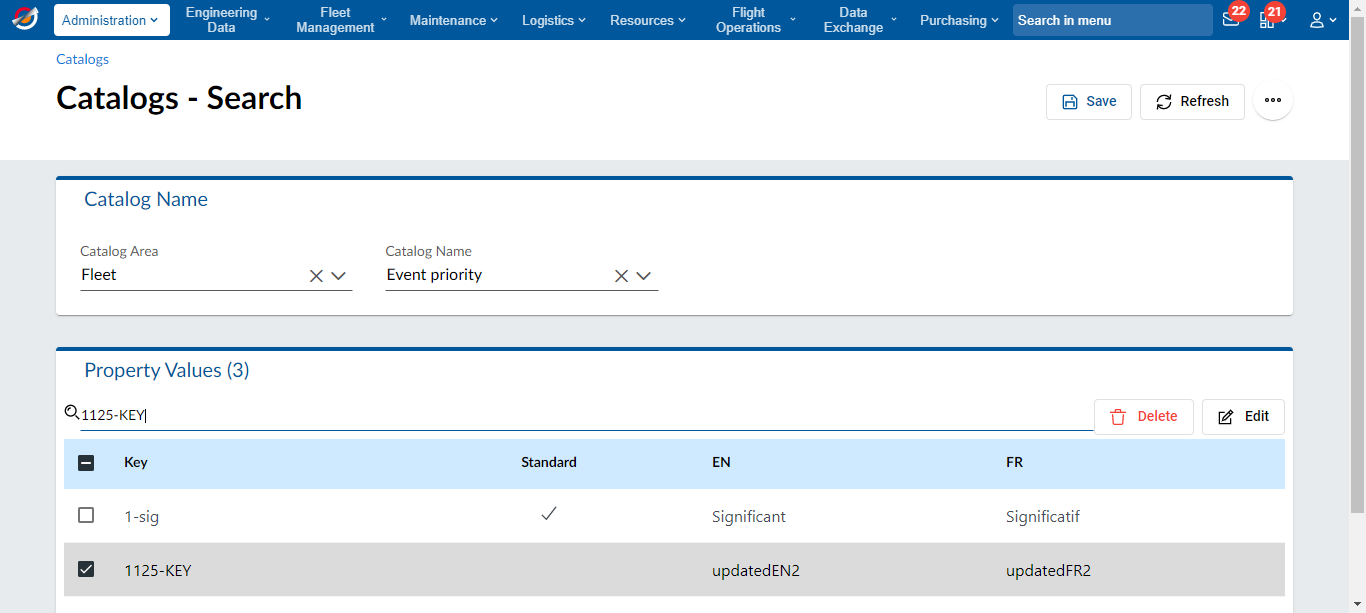 Administration
Engineering Data
Fleet Management
Maintenance
Logistics
Resources
Flight Operations
Data Exchange
Purchasing
Search in menu
22
21
Catalogs
Catalogs - Search
Save
Refresh
Catalog Name
Catalog Area
Catalog Name
Fleet
Event priority
Property Values (3)
1125-KEY
Delete
Edit
Key Standard EN FR
1-sig Significant Significatif
1125-KEY updatedEN2 updatedFR2